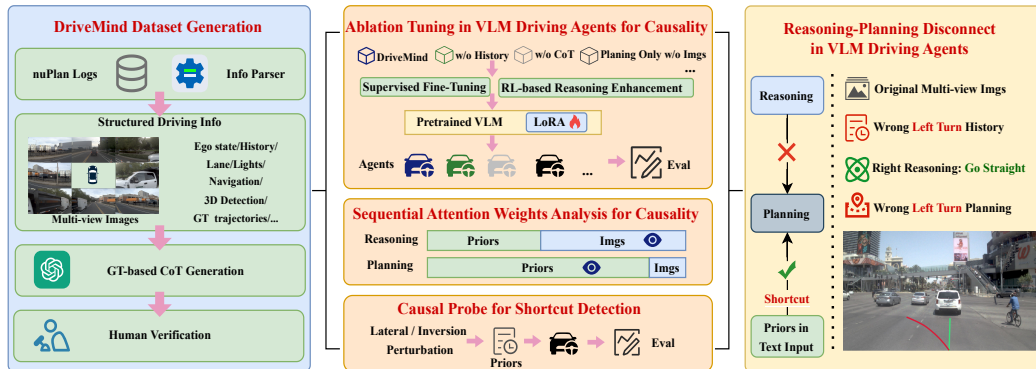 DriveMind Dataset Generation
nuPlan Logs
Info Parser
Structured Driving Info
Multi-view Images
Ego state/History/
Lane/Lights/
Navigation/
3D Detection/
GT trajectories/...
GT-based CoT Generation
Human Verification
Ablation Tuning in VLM Driving Agents for Causality
DriveMind
w/o History
w/o CoT
Planing Only w/o Imgs
...
Supervised Fine-Tuning
RL-based Reasoning Enhancement
Pretrained VLM
LoRA
Agents
...
Eval
Sequential Attention Weights Analysis for Causality
Reasoning
Priors
Imgs
Planning
Priors
Imgs
Causal Probe for Shortcut Detection
Lateral / Inversion
Perturbation
Priors
Eval
Reasoning-Planning Disconnect
in VLM Driving Agents
Reasoning
Planning
Shortcut
Priors in
Text Input
Original Multi-view Imgs
Wrong Left Turn History
Right Reasoning: Go Straight
Wrong Left Turn Planning